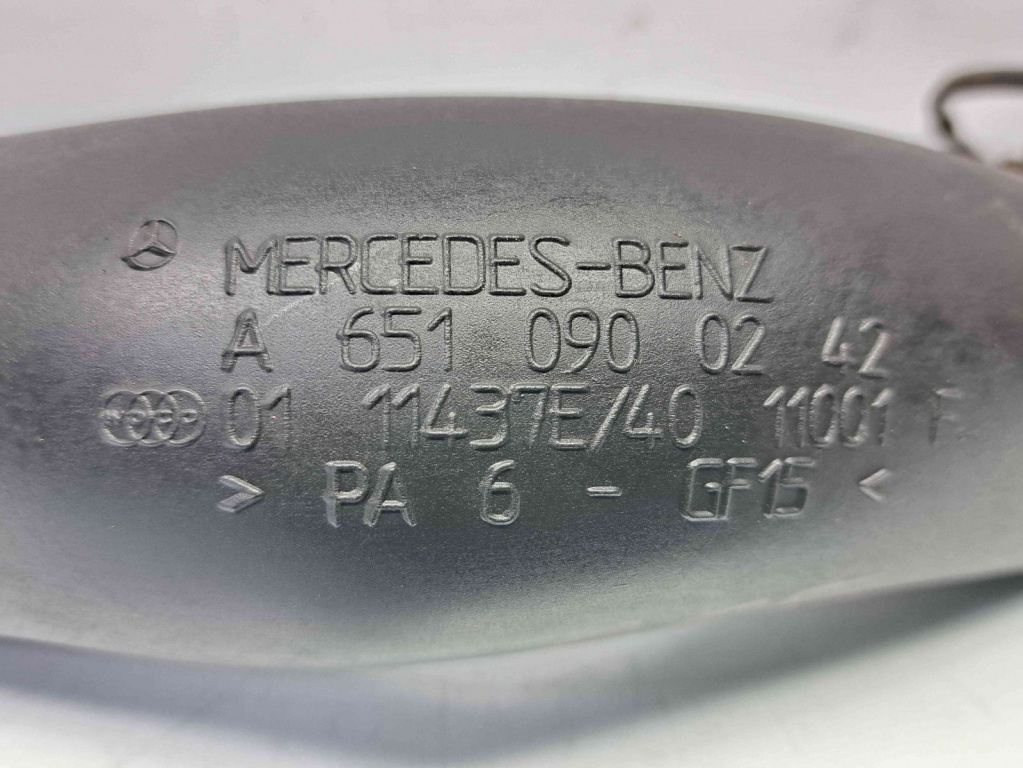 MERCEDES-BENZ
A 651 090 02 42
01 11437E/40 11001 F.
> PA 6 - GF15 <